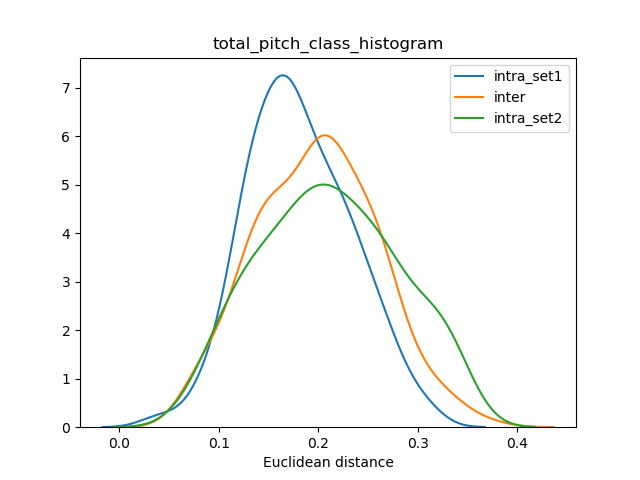 total_pitch_class_histogram
intra_set1
inter
intra_set2
7
6
5
4
3
2
1
0
0.0 0.1 0.2 0.3 0.4
Euclidean distance